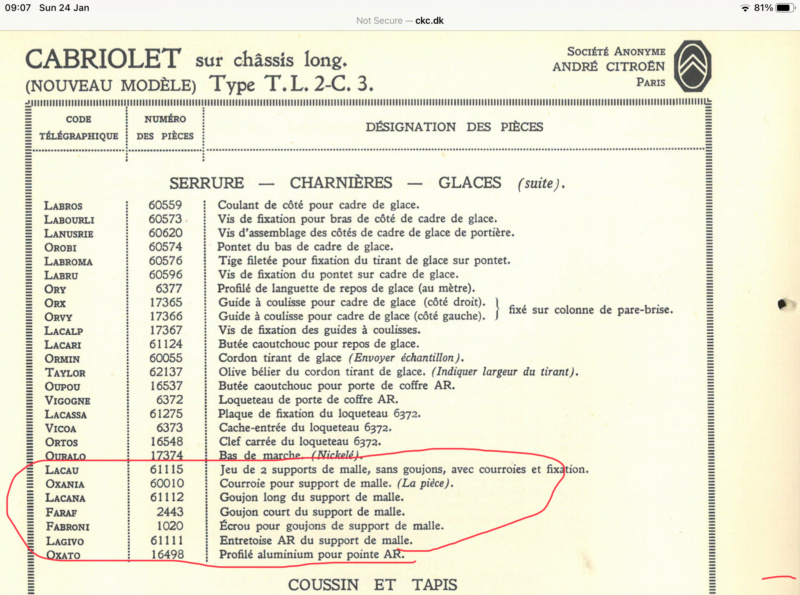 09:07 Sun 24 Jan 81%
Not Secure — ckc.dk
CABRIOLET sur châssis long.
(NOUVEAU MODÈLE) Type T.L. 2-C. 3.
SOCIÉTÉ ANONYME
ANDRÉ CITROËN
PARIS
CODE TÉLÉGRAPHIQUE NUMÉRO DES PIÈCES DÉSIGNATION DES PIÈCES
SERRURE — CHARNIÈRES — GLACES (suite).
LABROS 60559 Coulant de côté pour cadre de glace.
LABOURLI 60573 Vis de fixation pour bras de côté de cadre de glace.
LANUSRIE 60620 Vis d'assemblage des côtés de cadre de glace de portière.
OROBI 60574 Pontet du bas de cadre de glace.
LABROMA 60576 Tige filetée pour fixation du tirant de glace sur pontet.
LABRU 60596 Vis de fixation du pontet sur cadre de glace.
ORY 6377 Profilé de languette de repos de glace (au mètre).
ORX 17365 Guide à coulisse pour cadre de glace (côté droit).
ORVY 17366 Guide à coulisse pour cadre de glace (côté gauche).
fixé sur colonne de pare-brise.
LACALP 17367 Vis de fixation des guides à coulisses.
LACARI 61124 Butée caoutchouc pour repos de glace.
ORMIN 60055 Cordon tirant de glace (Envoyer échantillon).
TAYLOR 62137 Olive bélier du cordon tirant de glace. (Indiquer largeur du tirant).
OUPOU 16537 Butée caoutchouc pour porte de coffre AR.
VIGOGNE 6372 Loqueteau de porte de coffre AR.
LACASSA 61275 Plaque de fixation du loqueteau 6372.
VICOA 6373 Cache-entrée du loqueteau 6372.
ORTOS 16548 Clef carrée du loqueteau 6372.
OURALO 17374 Bas de marche. (Nickelé).
LACAU 61115 Jeu de 2 supports de malle, sans goujons, avec courroies et fixation.
OXANIA 60010 Courroie pour support de malle. (La pièce).
LACANA 61112 Goujon long du support de malle.
FARAF 2443 Goujon court du support de malle.
FABRONI 1020 Écrou pour goujons de support de malle.
LAGIVO 61111 Entretoise AR du support de malle.
OXATO 16498 Profilé aluminium pour pointe AR.
COUSSIN ET TAPIS